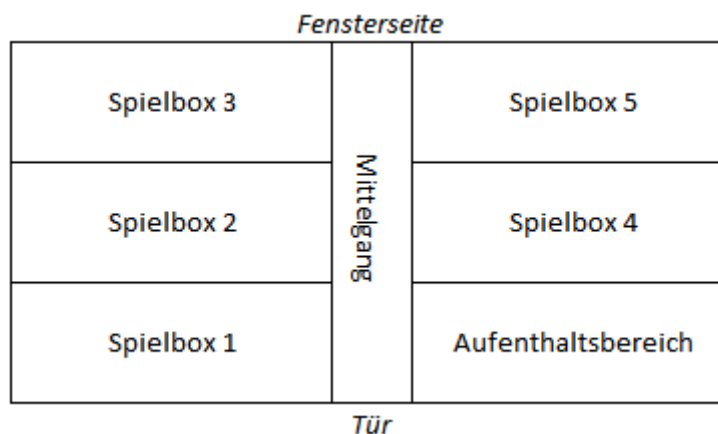 Fensterseite
Spielbox 3
Spielbox 5
Mittelgang
Spielbox 2
Spielbox 4
Spielbox 1
Aufenthaltsbereich
Tür